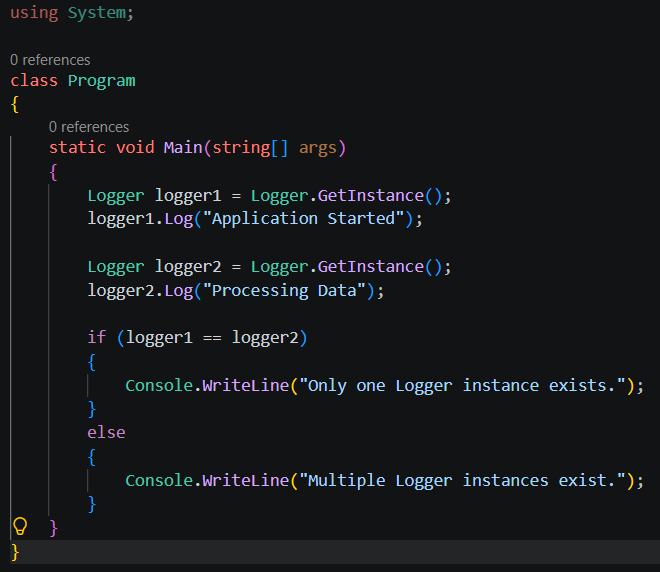 using System;
0 references
class Program
{
0 references
static void Main(string[] args)
{
Logger logger1 = Logger.GetInstance();
logger1.Log("Application Started");
Logger logger2 = Logger.GetInstance();
logger2.Log("Processing Data");
if (logger1 == logger2)
{
Console.WriteLine("Only one Logger instance exists.");
}
else
{
Console.WriteLine("Multiple Logger instances exist.");
}
}
}